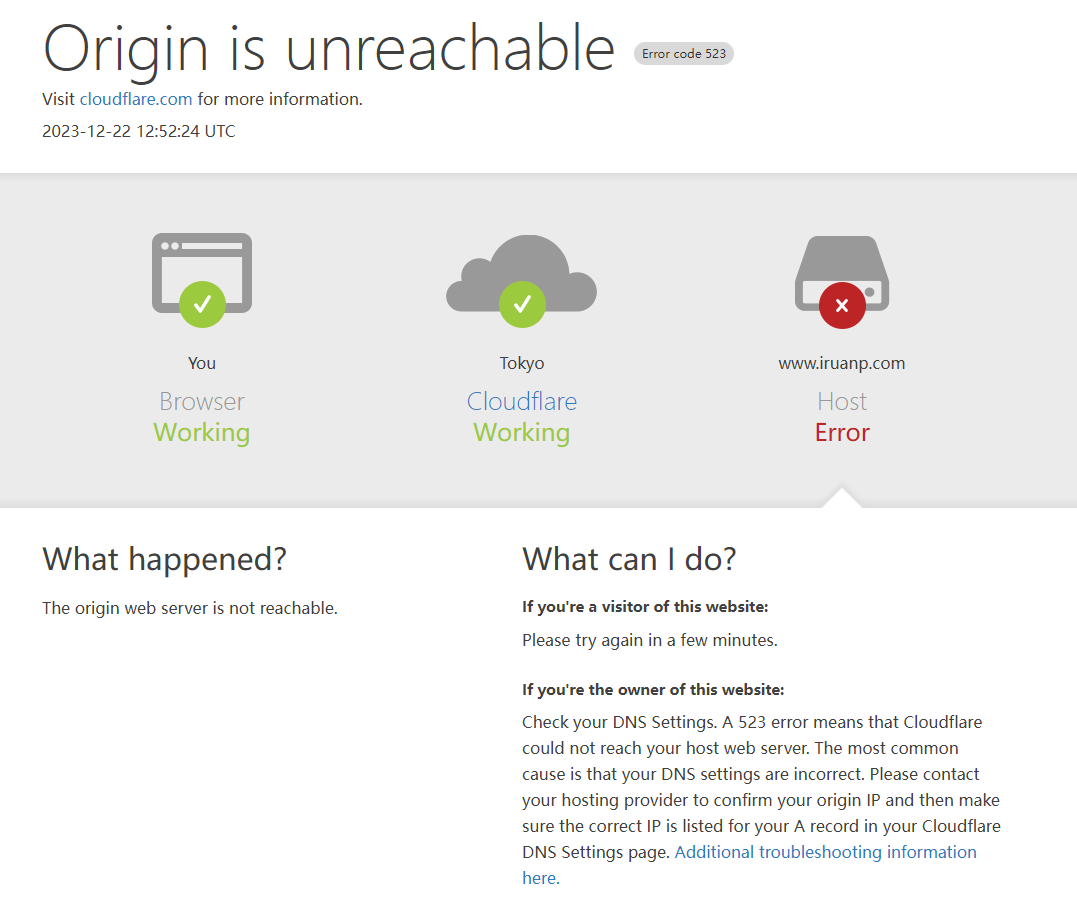 Origin is unreachable Error code 523
Visit cloudflare.com for more information.
2023-12-22 12:52:24 UTC
You
Browser
Working
Tokyo
Cloudflare
Working
www.iruanp.com
Host
Error
What happened?
The origin web server is not reachable.
What can I do?
If you're a visitor of this website:
Please try again in a few minutes.
If you're the owner of this website:
Check your DNS Settings. A 523 error means that Cloudflare
could not reach your host web server. The most common
cause is that your DNS settings are incorrect. Please contact
your hosting provider to confirm your origin IP and then make
sure the correct IP is listed for your A record in your Cloudflare
DNS Settings page. Additional troubleshooting information
here.